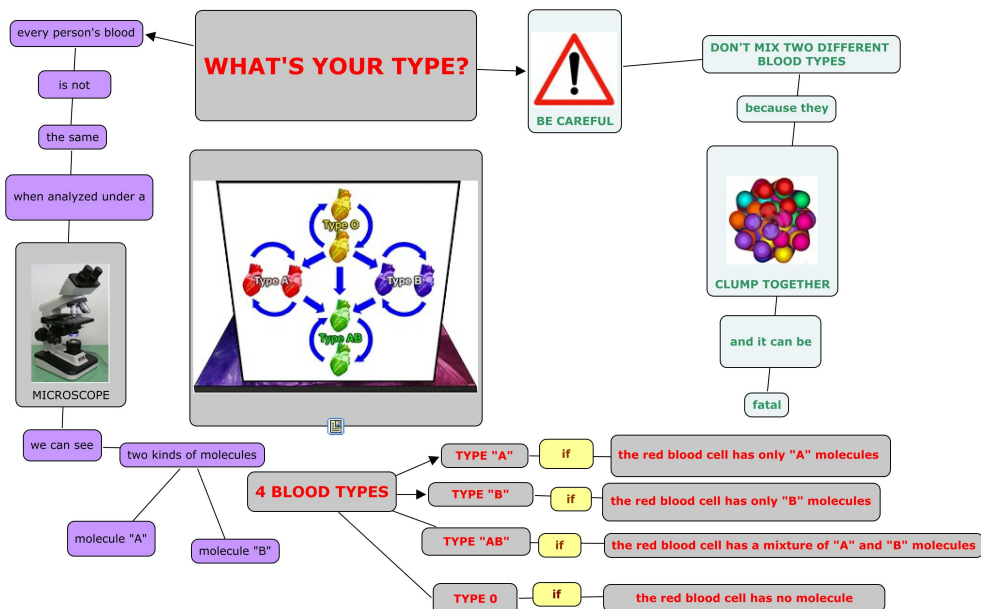 WHAT'S YOUR TYPE?
every person's blood
is not
the same
when analyzed under a
MICROSCOPE
we can see
two kinds of molecules
molecule "A"
molecule "B"
BE CAREFUL
DON'T MIX TWO DIFFERENT
BLOOD TYPES
because they
CLUMP TOGETHER
and it can be
fatal
Type O
Type A
Type B
Type AB
4 BLOOD TYPES
TYPE "A"
if
the red blood cell has only "A" molecules
TYPE "B"
if
the red blood cell has only "B" molecules
TYPE "AB"
if
the red blood cell has a mixture of "A" and "B" molecules
TYPE 0
if
the red blood cell has no molecule